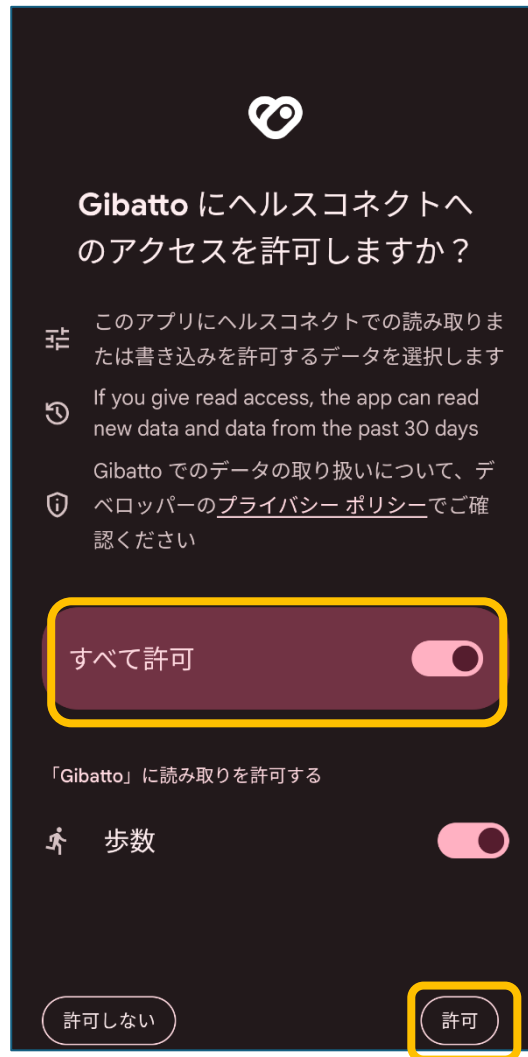 Gibatto にヘルスコネクトへ
のアクセスを許可しますか？
このアプリにヘルスコネクトでの読み取りま
たは書き込みを許可するデータを選択します
If you give read access, the app can read
new data and data from the past 30 days
Gibatto でのデータの取り扱いについて、デ
ベロッパーのプライバシー ポリシーでご確
認ください
すべて許可
「Gibatto」に読み取りを許可する
歩数
許可しない
許可